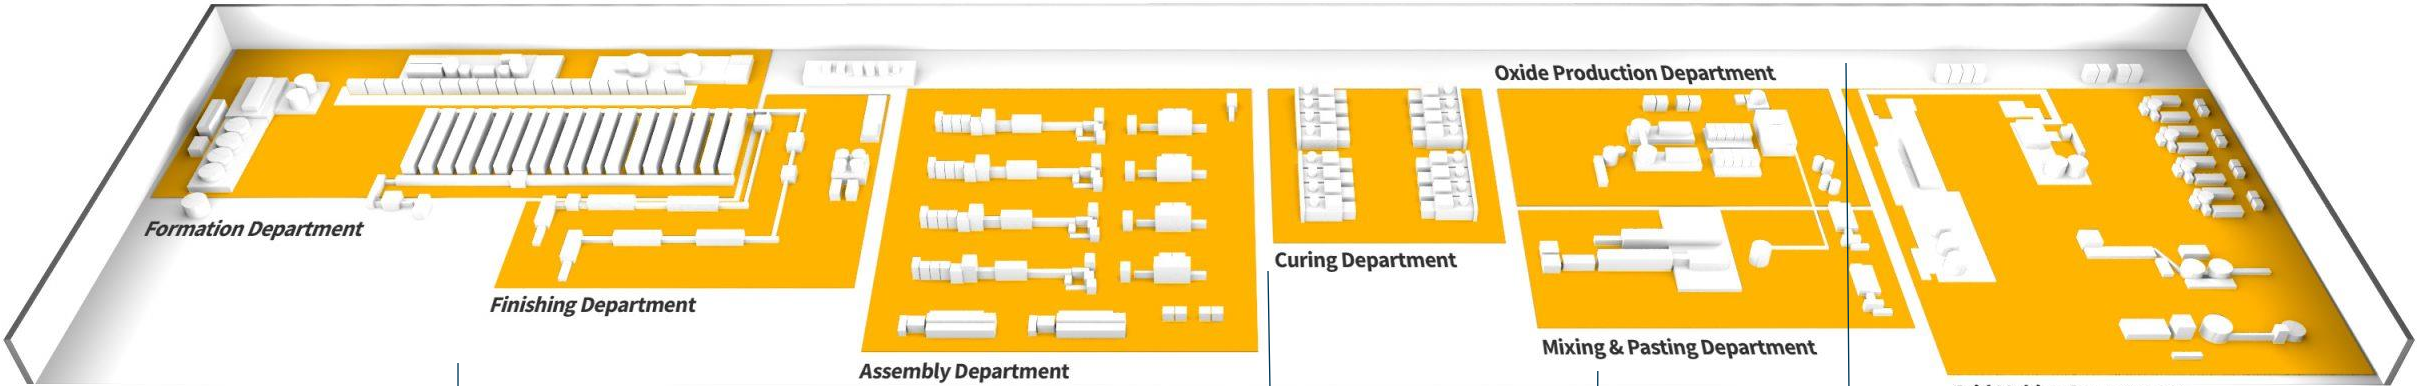 Oxide Production Department
Formation Department
Curing Department
Finishing Department
Mixing & Pasting Department
Assembly Department